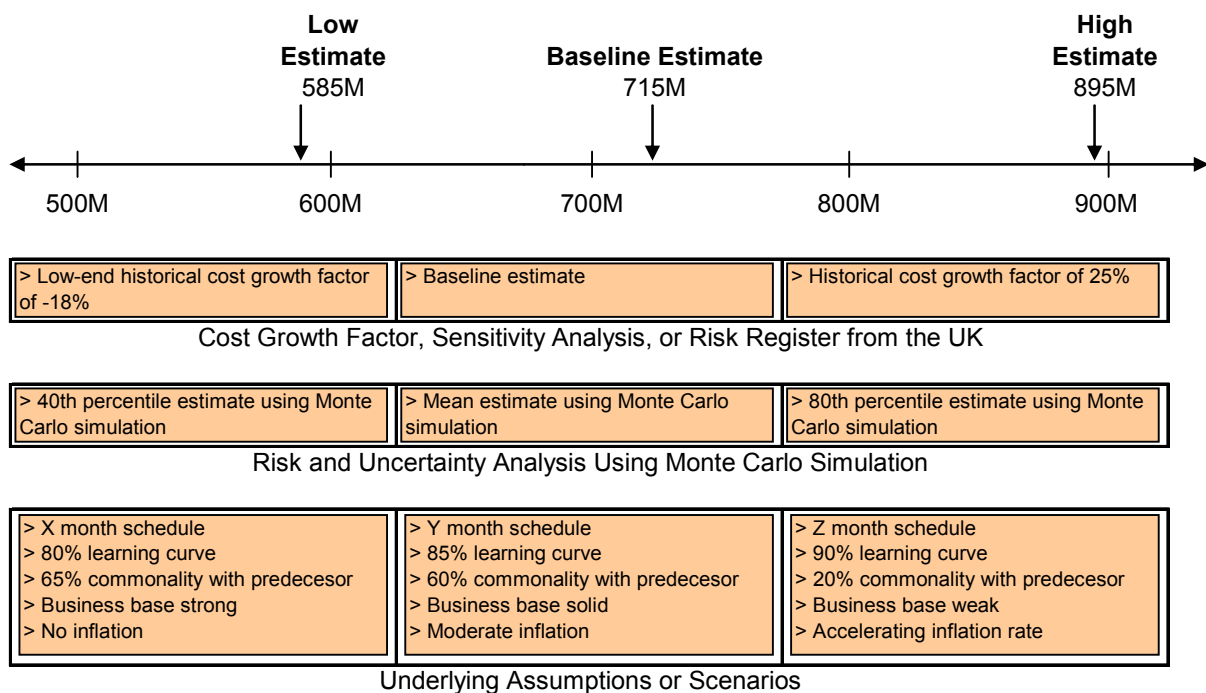 Low
Estimate
585M
Baseline Estimate
715M
High
Estimate
895M
500M
600M
700M
800M
900M
> Low-end historical cost growth factor
of -18%
> Baseline estimate
> Historical cost growth factor of 25%
Cost Growth Factor, Sensitivity Analysis, or Risk Register from the UK
> 40th percentile estimate using Monte
Carlo simulation
> Mean estimate using Monte Carlo
simulation
> 80th percentile estimate using Monte
Carlo simulation
Risk and Uncertainty Analysis Using Monte Carlo Simulation
> X month schedule
> 80% learning curve
> 65% commonality with predecesor
> Business base strong
> No inflation
> Y month schedule
> 85% learning curve
> 60% commonality with predecesor
> Business base solid
> Moderate inflation
> Z month schedule
> 90% learning curve
> 20% commonality with predecesor
> Business base weak
> Accelerating inflation rate
Underlying Assumptions or Scenarios